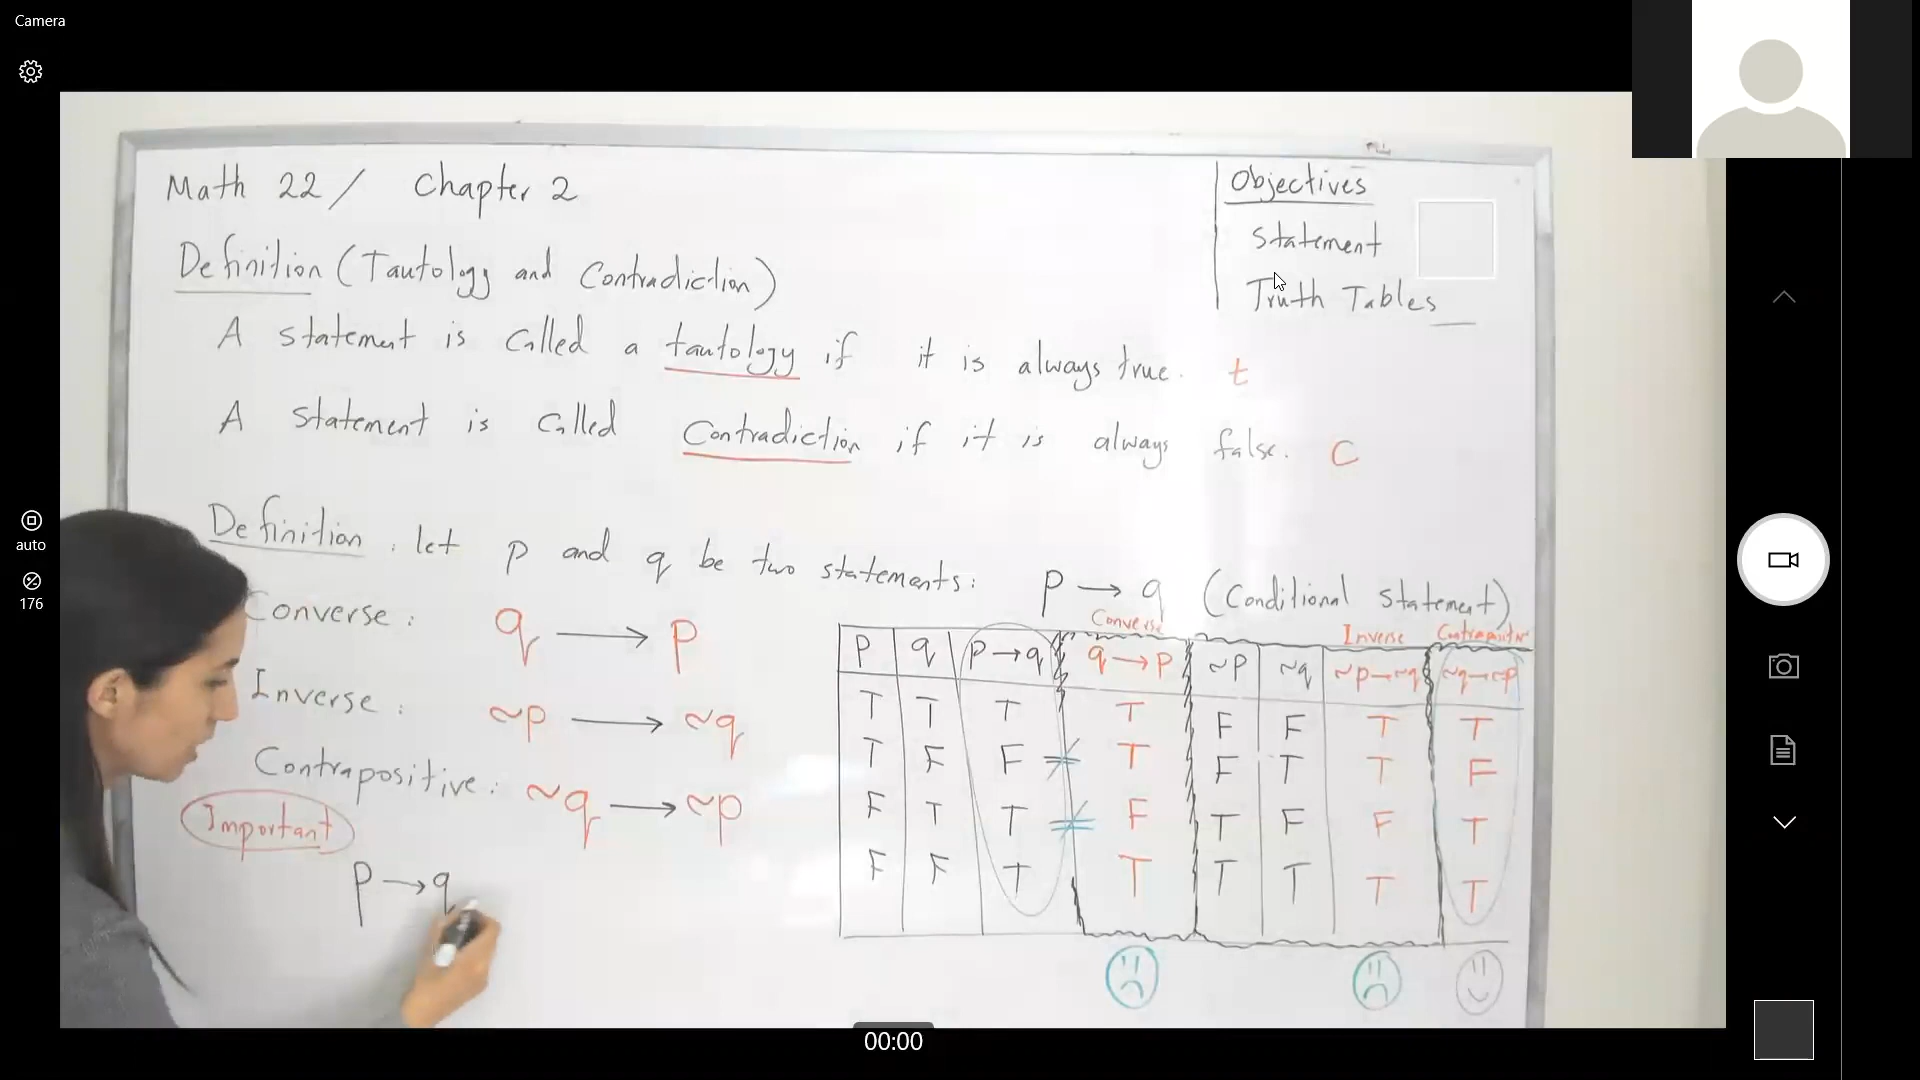 Camera
Math 22 / Chapter 2
Objectives
Statement
Truth Tables
Definition (Tautology and Contradiction)
A statement is called a tautology if it is always true. t
A statement is called Contradiction if it is always false. C
Definition: let p and q be two statements: p → q (Conditional statement)
Converse: q → p
Inverse: ~p → ~q
Contrapositive: ~q → ~p
Important
p → q
Converse Inverse
p q p→q q→p ~p ~q ~p→~q ~q→~p
T T T T F F T T
T F F T F T T F
F T T F T F F T
F F T T T T T T
auto
176
00:00